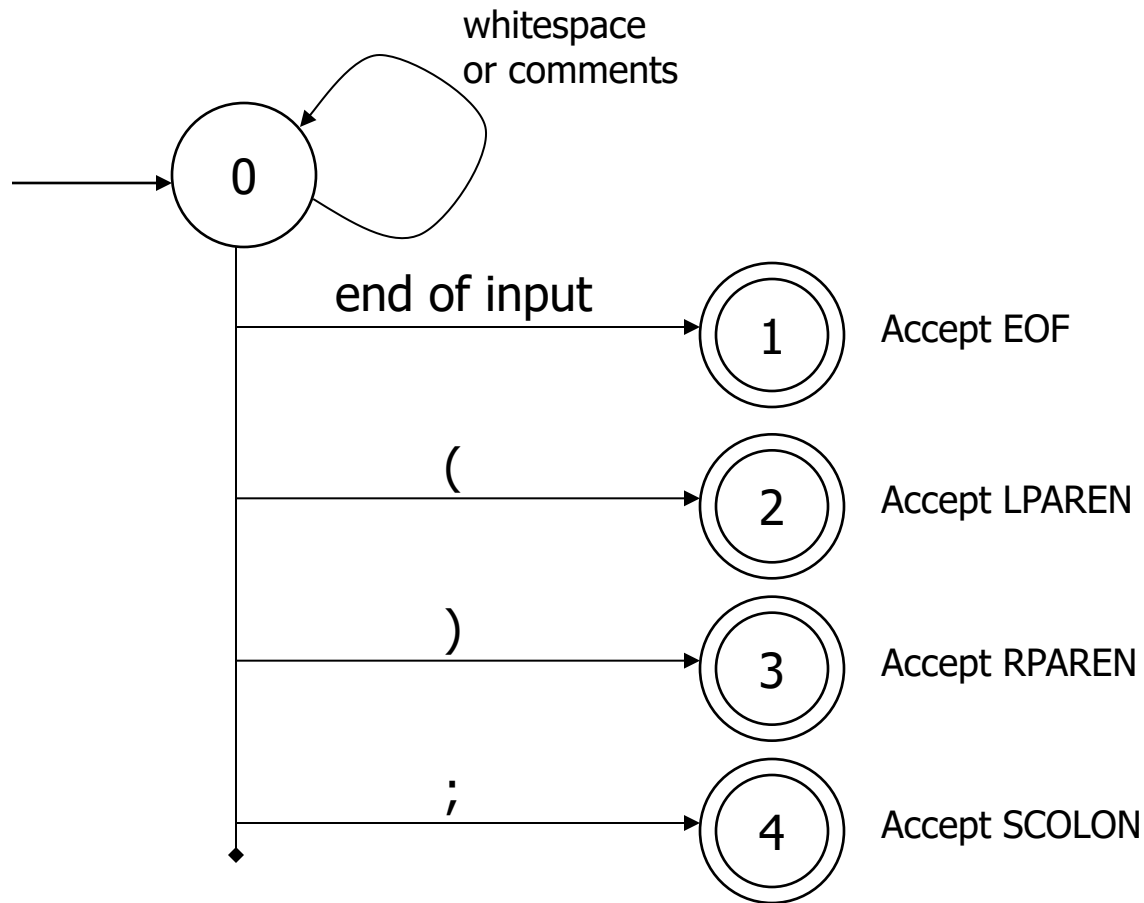 whitespace
or comments
0
end of input
1
Accept EOF
(
2
Accept LPAREN
)
3
Accept RPAREN
;
4
Accept SCOLON